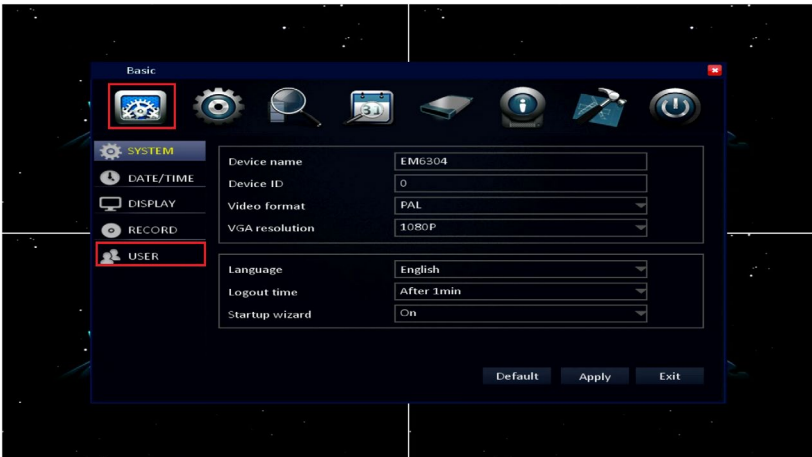 Basic
31
SYSTEM
DATE/TIME
DISPLAY
RECORD
USER
Device name EM6304
Device ID 0
Video format PAL
VGA resolution 1080P
Language English
Logout time After 1min
Startup wizard On
Default Apply Exit